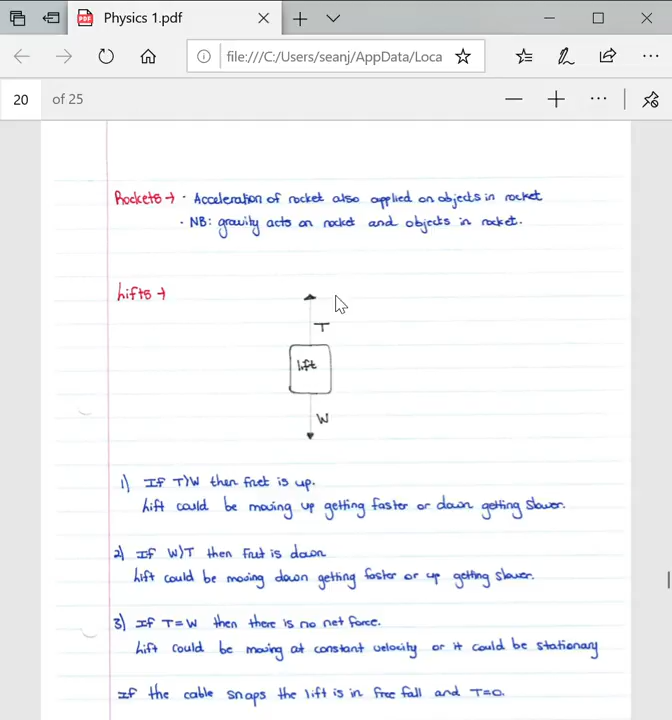 Physics 1.pdf
file:///C:/Users/seanj/AppData/Loca
20 of 25
Rockets → · Acceleration of rocket also applied on objects in rocket
· NB: gravity acts on rocket and objects in rocket.
Lifts →
T
lift
W
1) If T>W then fnet is up.
Lift could be moving up getting faster or down getting slower.
2) If W>T then fnet is down
Lift could be moving down getting faster or up getting slower.
3) If T=W then there is no net force.
Lift could be moving at constant velocity or it could be stationary
If the cable snaps the lift is in free fall and T=0.